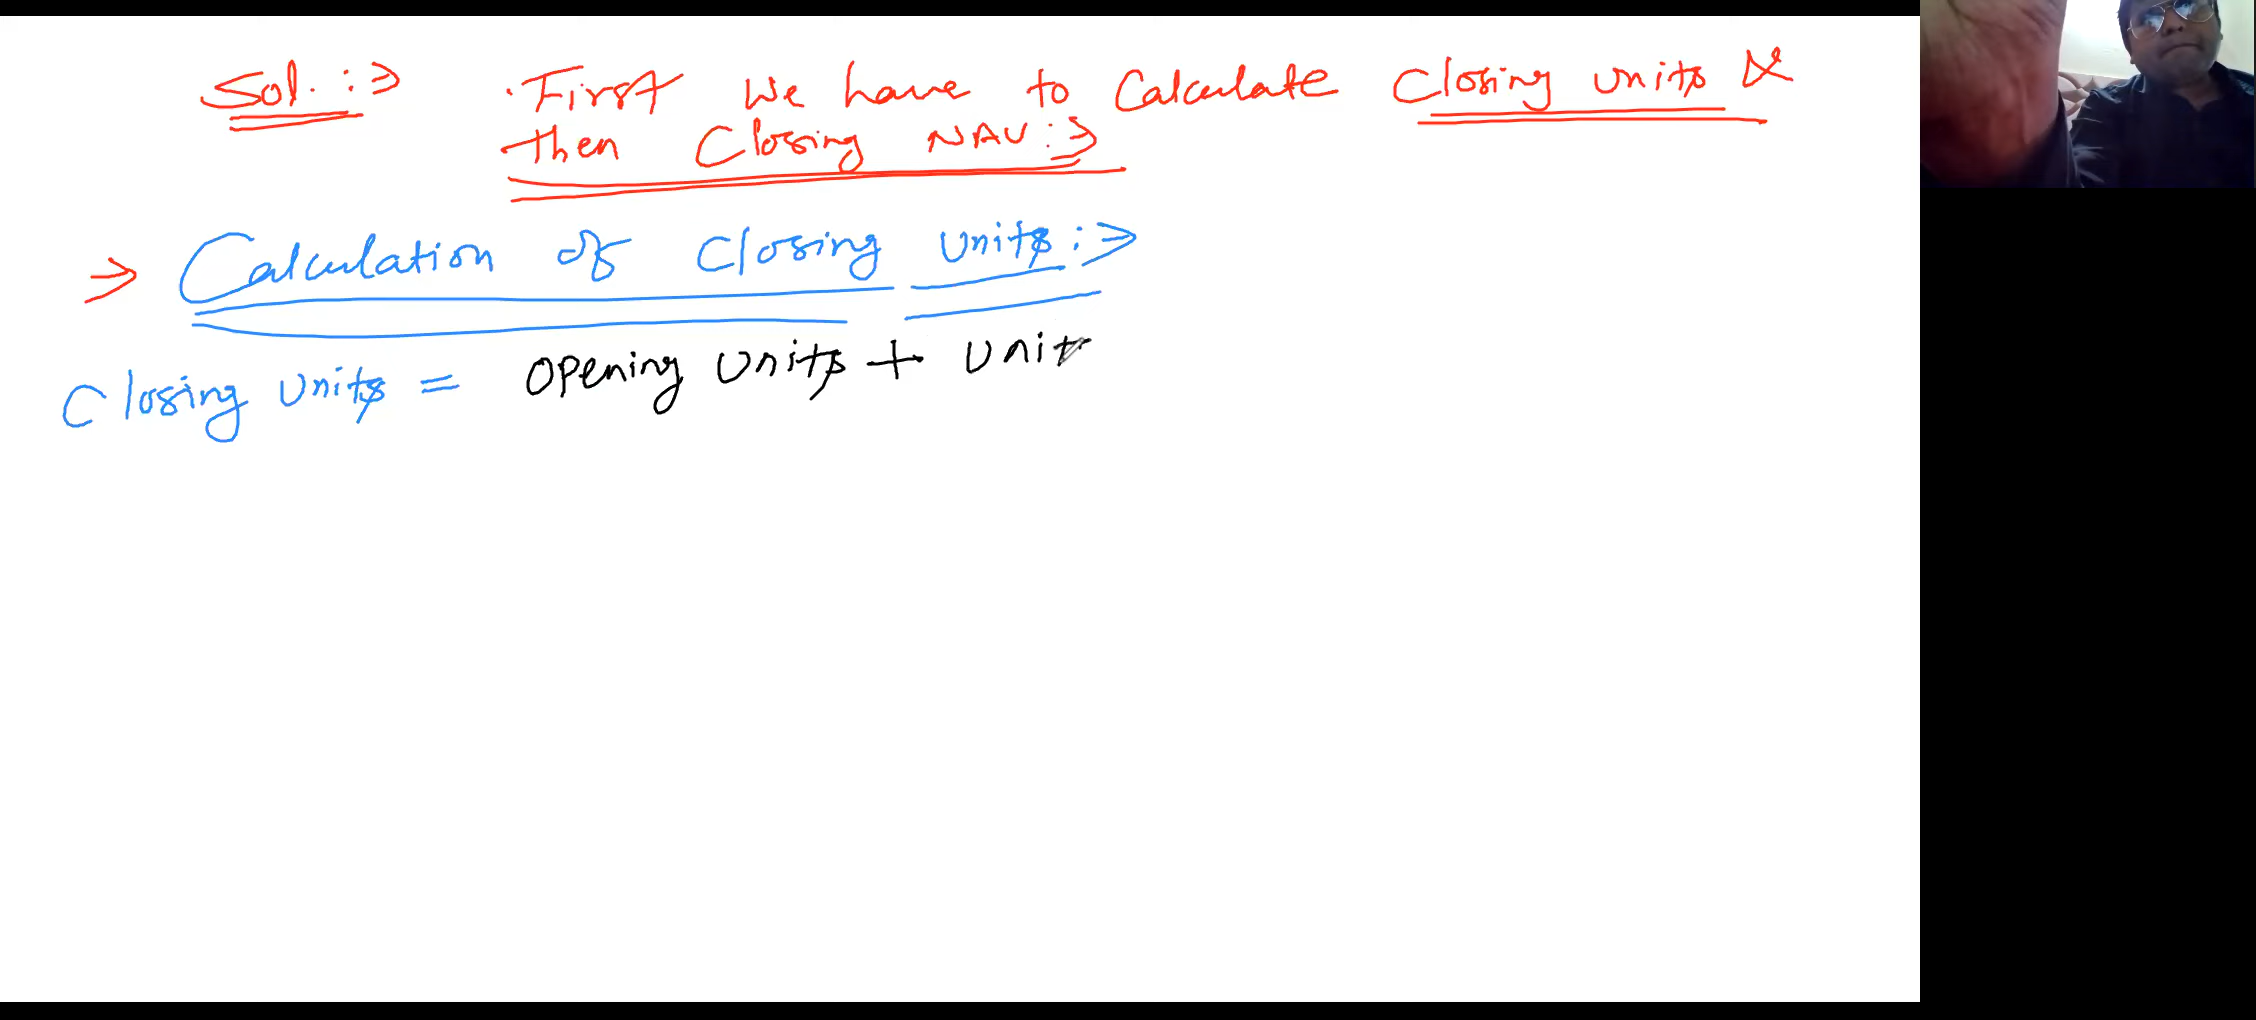 Sol. :⇒ . First we have to Calculate Closing units &
then Closing NAV :⇒
⇒ Calculation of Closing units :⇒
Closing units = opening units + unit